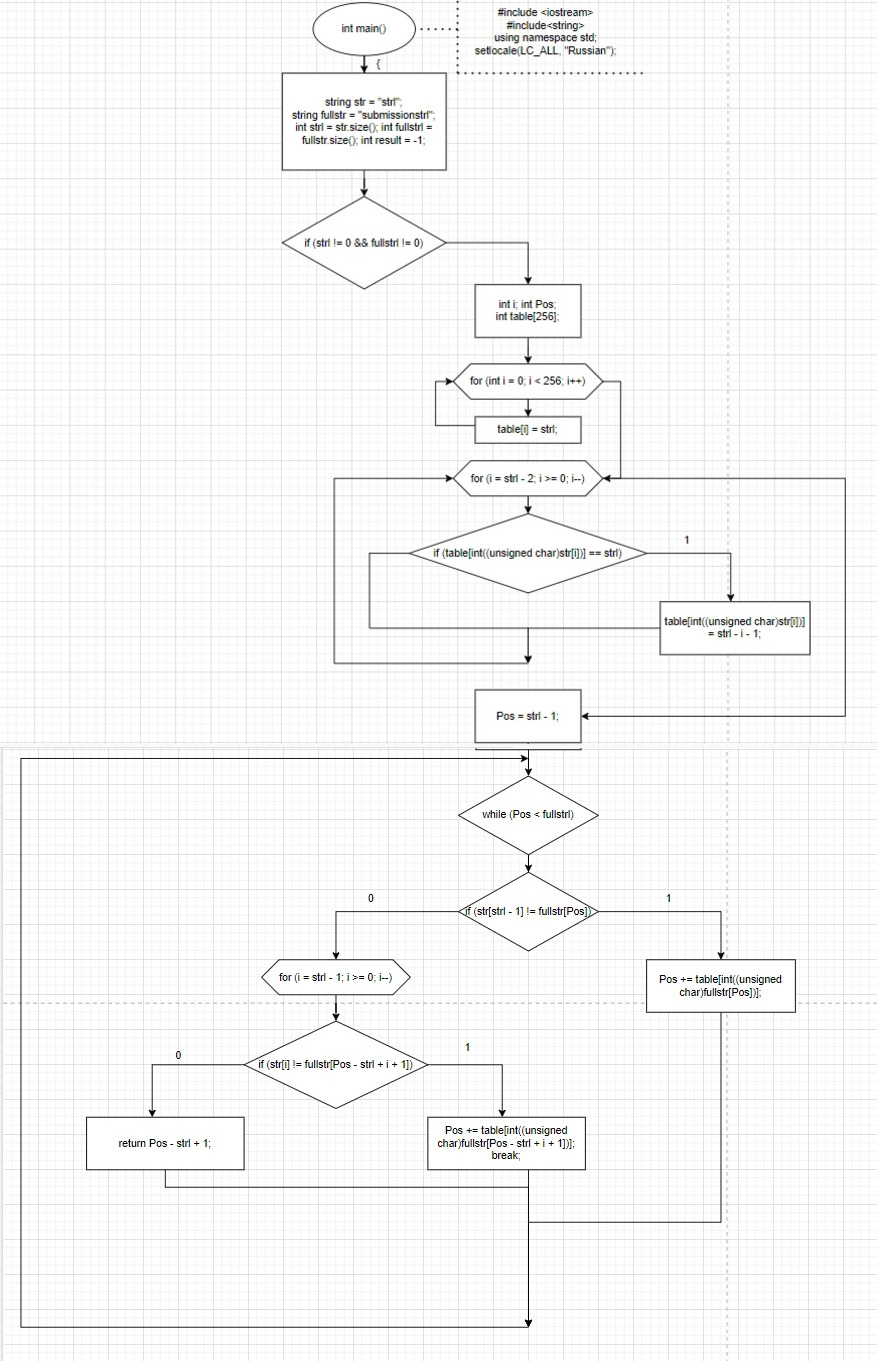 int main()
#include <iostream>
#include<string>
using namespace std;
setlocale(LC_ALL, "Russian");
{
string str = "strl";
string fullstr = "submissionstrl";
int strl = str.size(); int fullstrl =
fullstr.size(); int result = -1;
if (strl != 0 && fullstrl != 0)
int i; int Pos;
int table[256];
for (int i = 0; i < 256; i++)
table[i] = strl;
for (i = strl - 2; i >= 0; i--)
if (table[int((unsigned char)str[i])] == strl)
1
table[int((unsigned char)str[i])]
= strl - i - 1;
Pos = strl - 1;
while (Pos < fullstrl)
0
if (str[strl - 1] != fullstr[Pos])
1
for (i = strl - 1; i >= 0; i--)
Pos += table[int((unsigned
char)fullstr[Pos])];
0
if (str[i] != fullstr[Pos - strl + i + 1])
1
return Pos - strl + 1;
Pos += table[int((unsigned
char)fullstr[Pos - strl + i + 1])];
break;